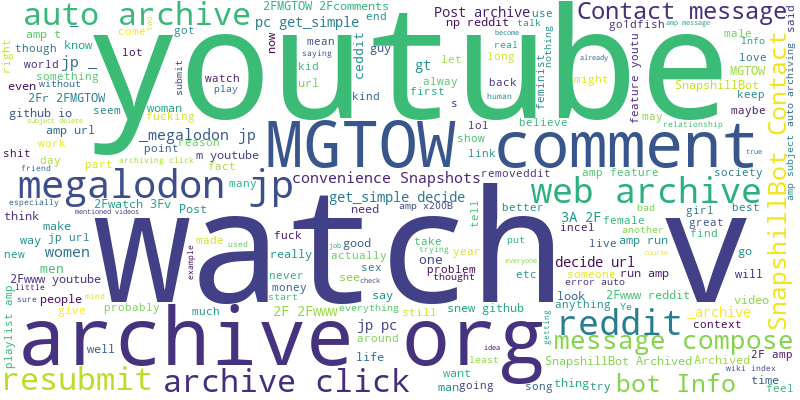 auto archive
youtube
Contact message
2FMGTOW 2Fcomments
pc get_simple
Post archive
np reddit
amp t
though
know
come
got
two
end
use
talk
go1dfish
said
right
lot
now
mean
saying
guy
become
real
nothing
male
Info
world
jp _
submit
watch
kid
ceddit
let
long
human
already
amp message
love
something
play
url
gt
alway
back
might
MGTOW
even
2Fr 2FMGTOW
without
kind
first
s
feminist
feature youtu
SnapshillBot
keep
github io
seem
woman
fucking
believe
may
relationship
maybe
amp url
subject delete
_megalodon jp
MGTOW
comment
lol
show
link
true
shit
work
reason
point
day
part
archiving click
m youtube
fact
friend
megalodon jp
many
convenience Snapshots
removeddit
amp feature
society
web archive
especially
2Fwatch 3Fv
mentioned videos
Post
get_simple decide
tell
better
3A 2F
female
bad
girl
best
think
make
need
amp x200B
incel
another
great
way
jp url
made
used
fuck
job
good
take
trying
year
put
live
amp run
find
new
women
example
really
actually
one
problem
everyone
decide url
course
go
men
never
sex
see
check
thought
etc
someone
run amp
will
2Fwww youtube
money
look
error auto
little
start
say
anything
2Fwww reddit
video
sure
people
mind
probably
2F 2Fwww
everything
still
snew github
Ye
_archive
context
watch v
playlist amp
give
much
jp pc
around
getting
reddit
archive org
idea
message compose
well
life
least
SnapshillBot Archived
Archived
2F amp
want
wiki index
resubmit
archive click
man
going
song
thing
try
bot Info
time
feel
SnapshillBot Contact
amp subject
auto archiving